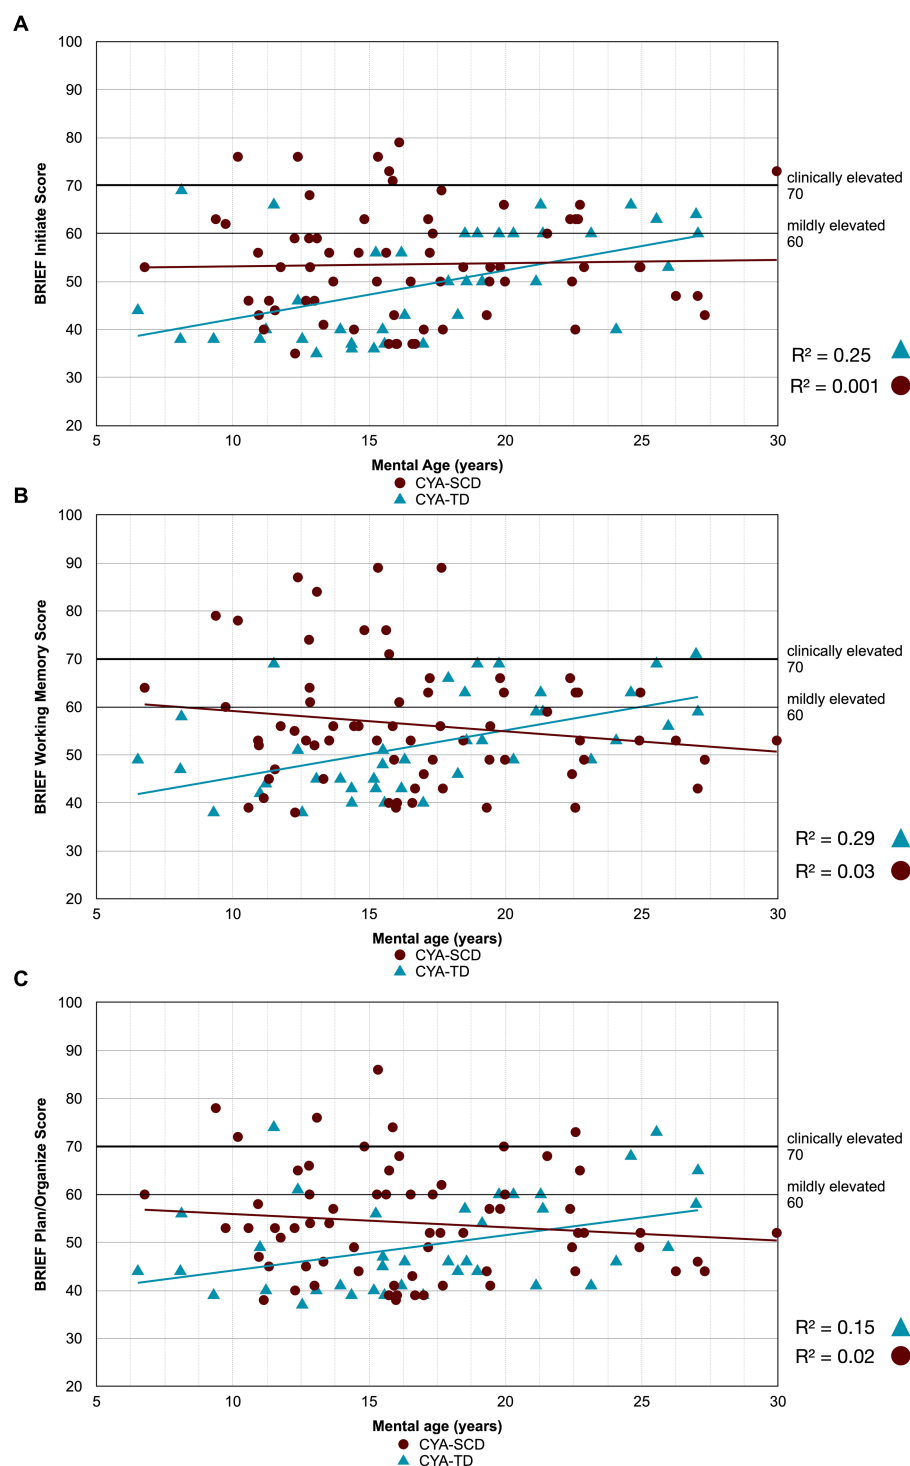 A
100
90
80
70
60
50
40
30
20
BRIEF Initiate Score
clinically elevated
70
mildly elevated
60
R² = 0.25
R² = 0.001
5 10 15 20 25 30
Mental Age (years)
CYA-SCD
CYA-TD
B
100
90
80
70
60
50
40
30
20
BRIEF Working Memory Score
clinically elevated
70
mildly elevated
60
R² = 0.29
R² = 0.03
5 10 15 20 25 30
Mental age (years)
CYA-SCD
CYA-TD
C
100
90
80
70
60
50
40
30
20
BRIEF Plan/Organize Score
clinically elevated
70
mildly elevated
60
R² = 0.15
R² = 0.02
5 10 15 20 25 30
Mental age (years)
CYA-SCD
CYA-TD